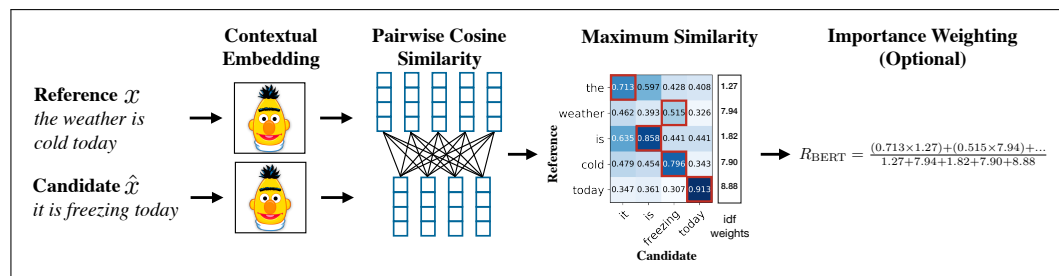 Contextual
Embedding
Pairwise Cosine
Similarity
Maximum Similarity
Importance Weighting
(Optional)
Reference x
the weather is
cold today
Candidate x̂
it is freezing today
Reference
the 0.713 0.597 0.428 0.408 1.27
weather 0.462 0.393 0.515 0.326 7.94
is 0.635 0.858 0.441 0.441 1.82
cold 0.479 0.454 0.796 0.343 7.90
today 0.347 0.361 0.307 0.913 8.88
it is freezing today
idf
weights
Candidate
R_BERT = (0.713×1.27)+(0.515×7.94)+...
1.27+7.94+1.82+7.90+8.88